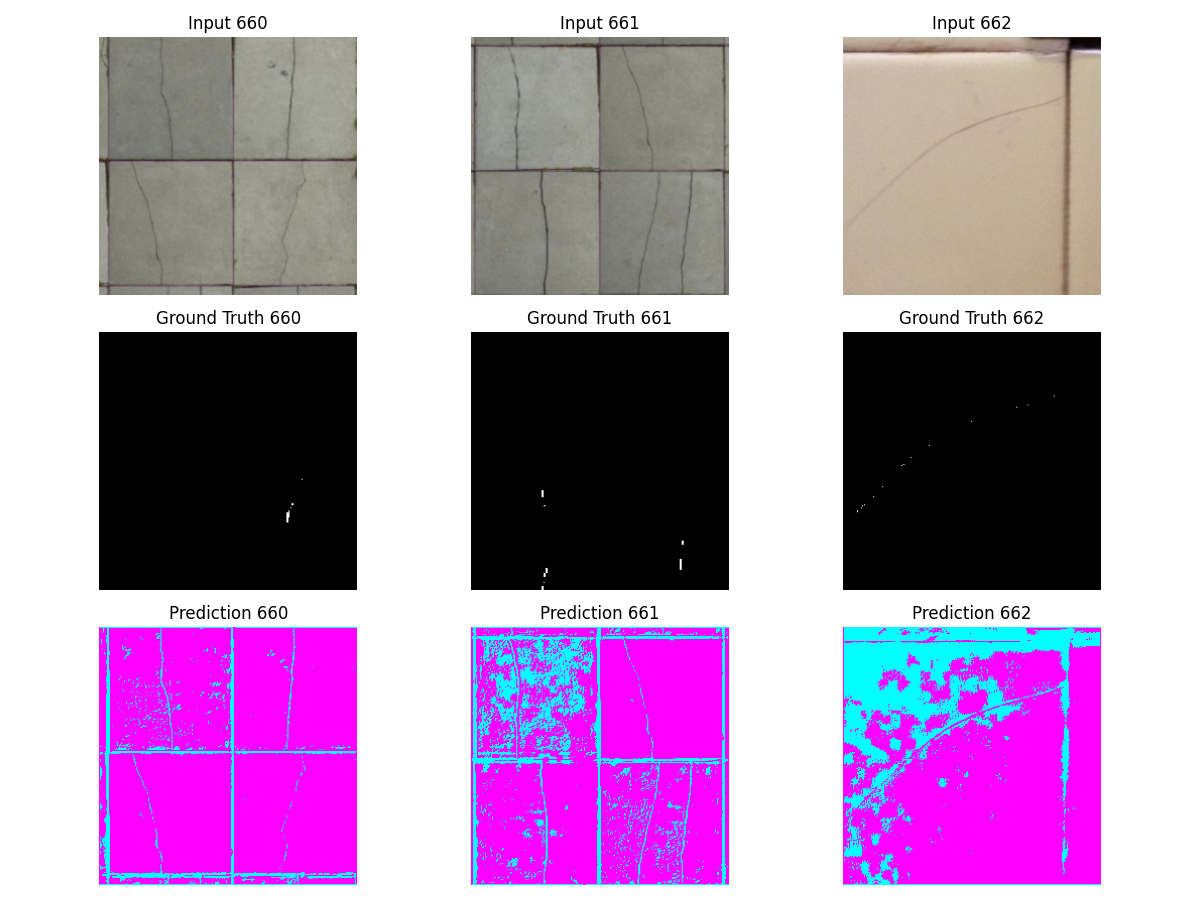 Input 660
Input 661
Input 662
Ground Truth 660
Ground Truth 661
Ground Truth 662
Prediction 660
Prediction 661
Prediction 662